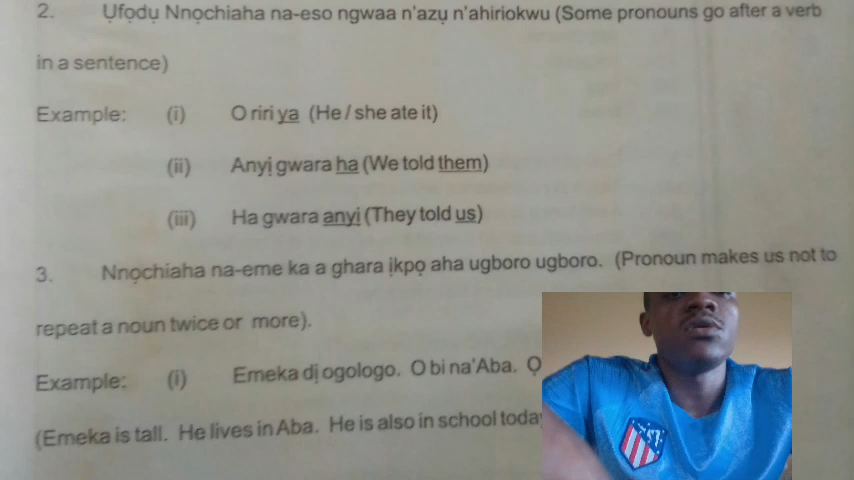 2. Ụfọdụ Nnọchiaha na-eso ngwaa n'azụ n'ahiriokwu (Some pronouns go after a verb
in a sentence)
Example: (i) O riri ya (He / she ate it)
(ii) Anyị gwara ha (We told them)
(iii) Ha gwara anyị (They told us)
3. Nnọchiaha na-eme ka a ghara ịkpọ aha ugboro ugboro. (Pronoun makes us not to
repeat a noun twice or more).
Example: (i) Emeka dị ogologo. O bi na'Aba. Ọ
(Emeka is tall. He lives in Aba. He is also in school